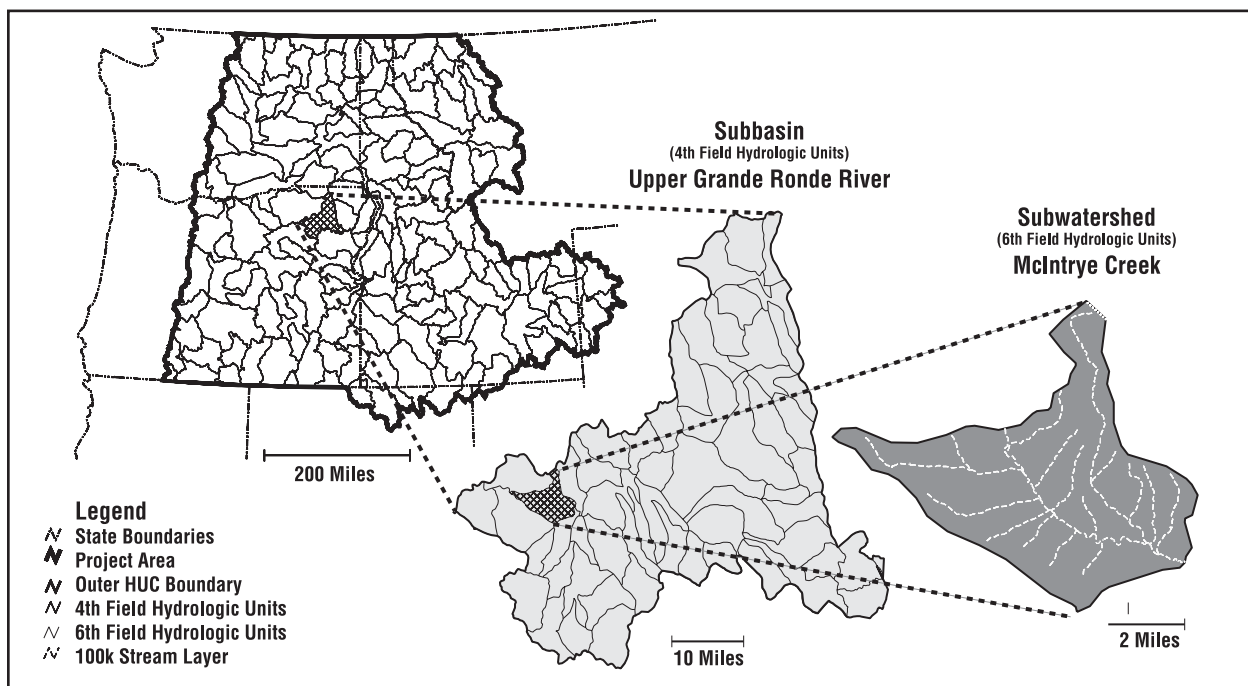 Subbasin
(4th Field Hydrologic Units)
Upper Grande Ronde River
Subwatershed
(6th Field Hydrologic Units)
McIntrye Creek
200 Miles
10 Miles
2 Miles
Legend
State Boundaries
Project Area
Outer HUC Boundary
4th Field Hydrologic Units
6th Field Hydrologic Units
100k Stream Layer